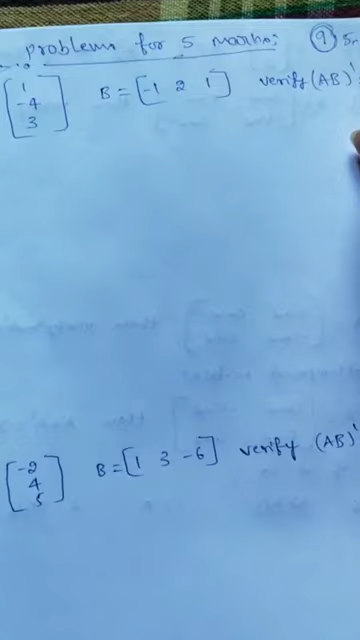 problems for 5 marks; 9
[1 -4 3] B = [-1 2 1] verify (AB)'
[-2 4 5] B = [1 3 -6] verify (AB)'